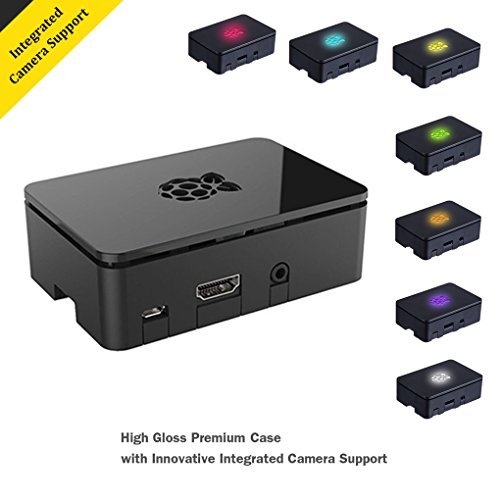 Integrated
Camera Support
High Gloss Premium Case
with Innovative Integrated Camera Support